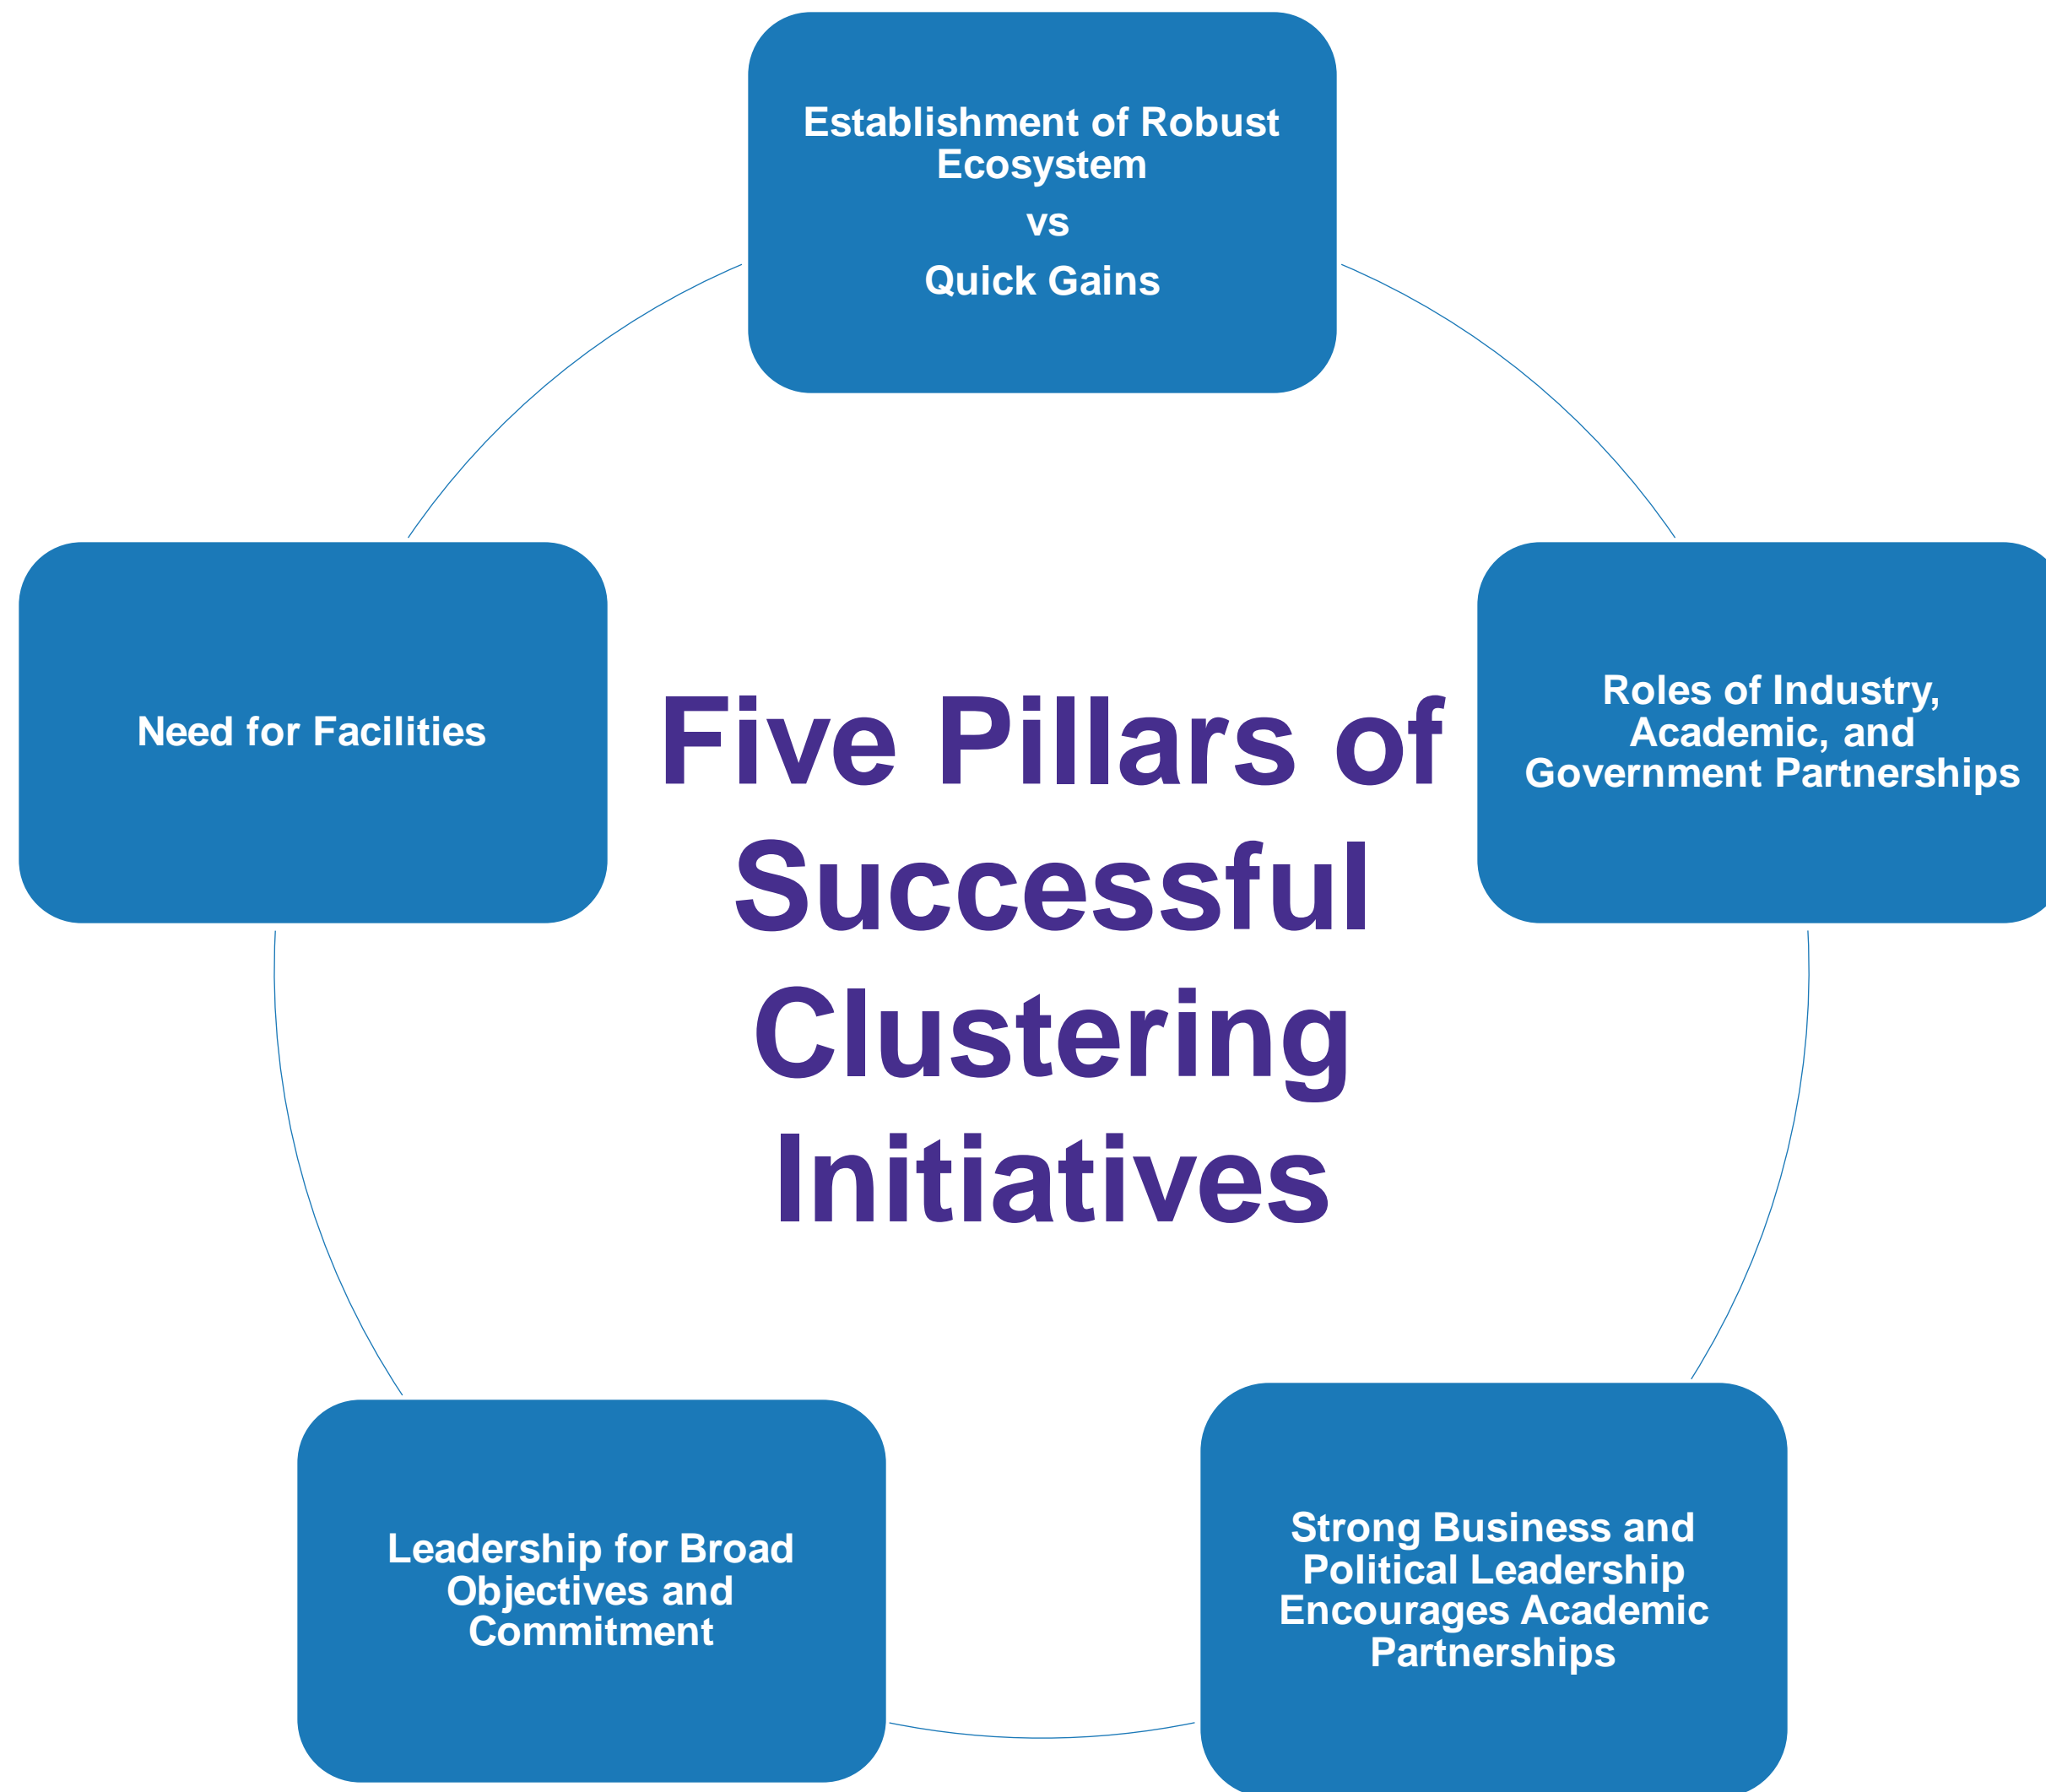 Establishment of Robust
Ecosystem
vs
Quick Gains
Need for Facilities
Five Pillars of
Successful
Clustering
Initiatives
Roles of Industry,
Academic, and
Government Partnerships
Leadership for Broad
Objectives and
Commitment
Strong Business and
Political Leadership
Encourages Academic
Partnerships